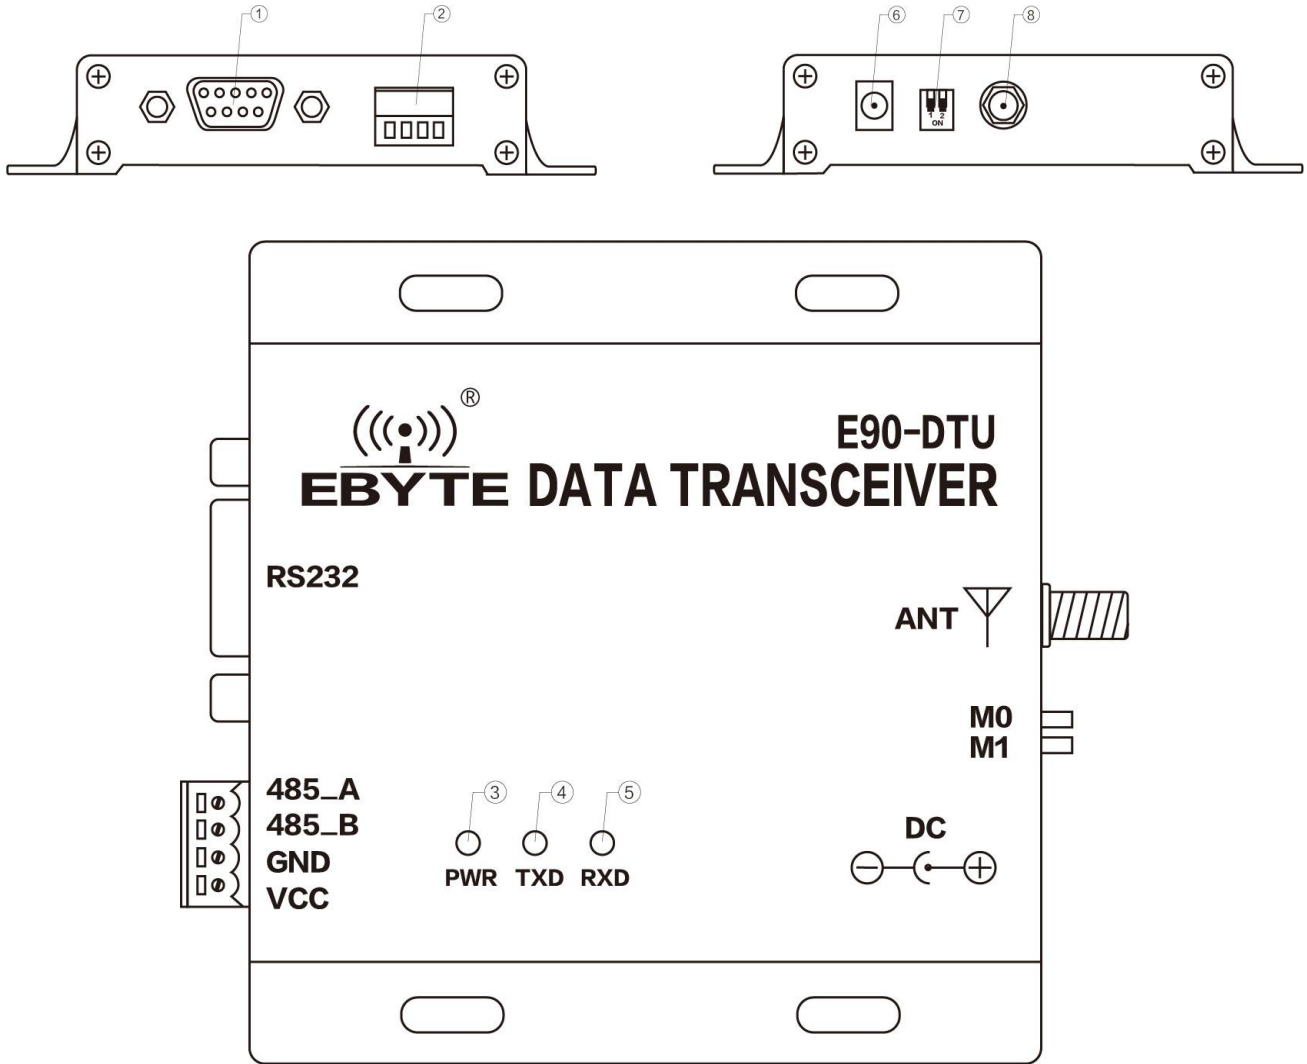 ① ② ⑥ ⑦ ⑧
1 2
ON
®
E90-DTU
EBYTE DATA TRANSCEIVER
RS232
ANT
M0
M1
485_A
485_B
GND
VCC
③ ④ ⑤
PWR TXD RXD
DC